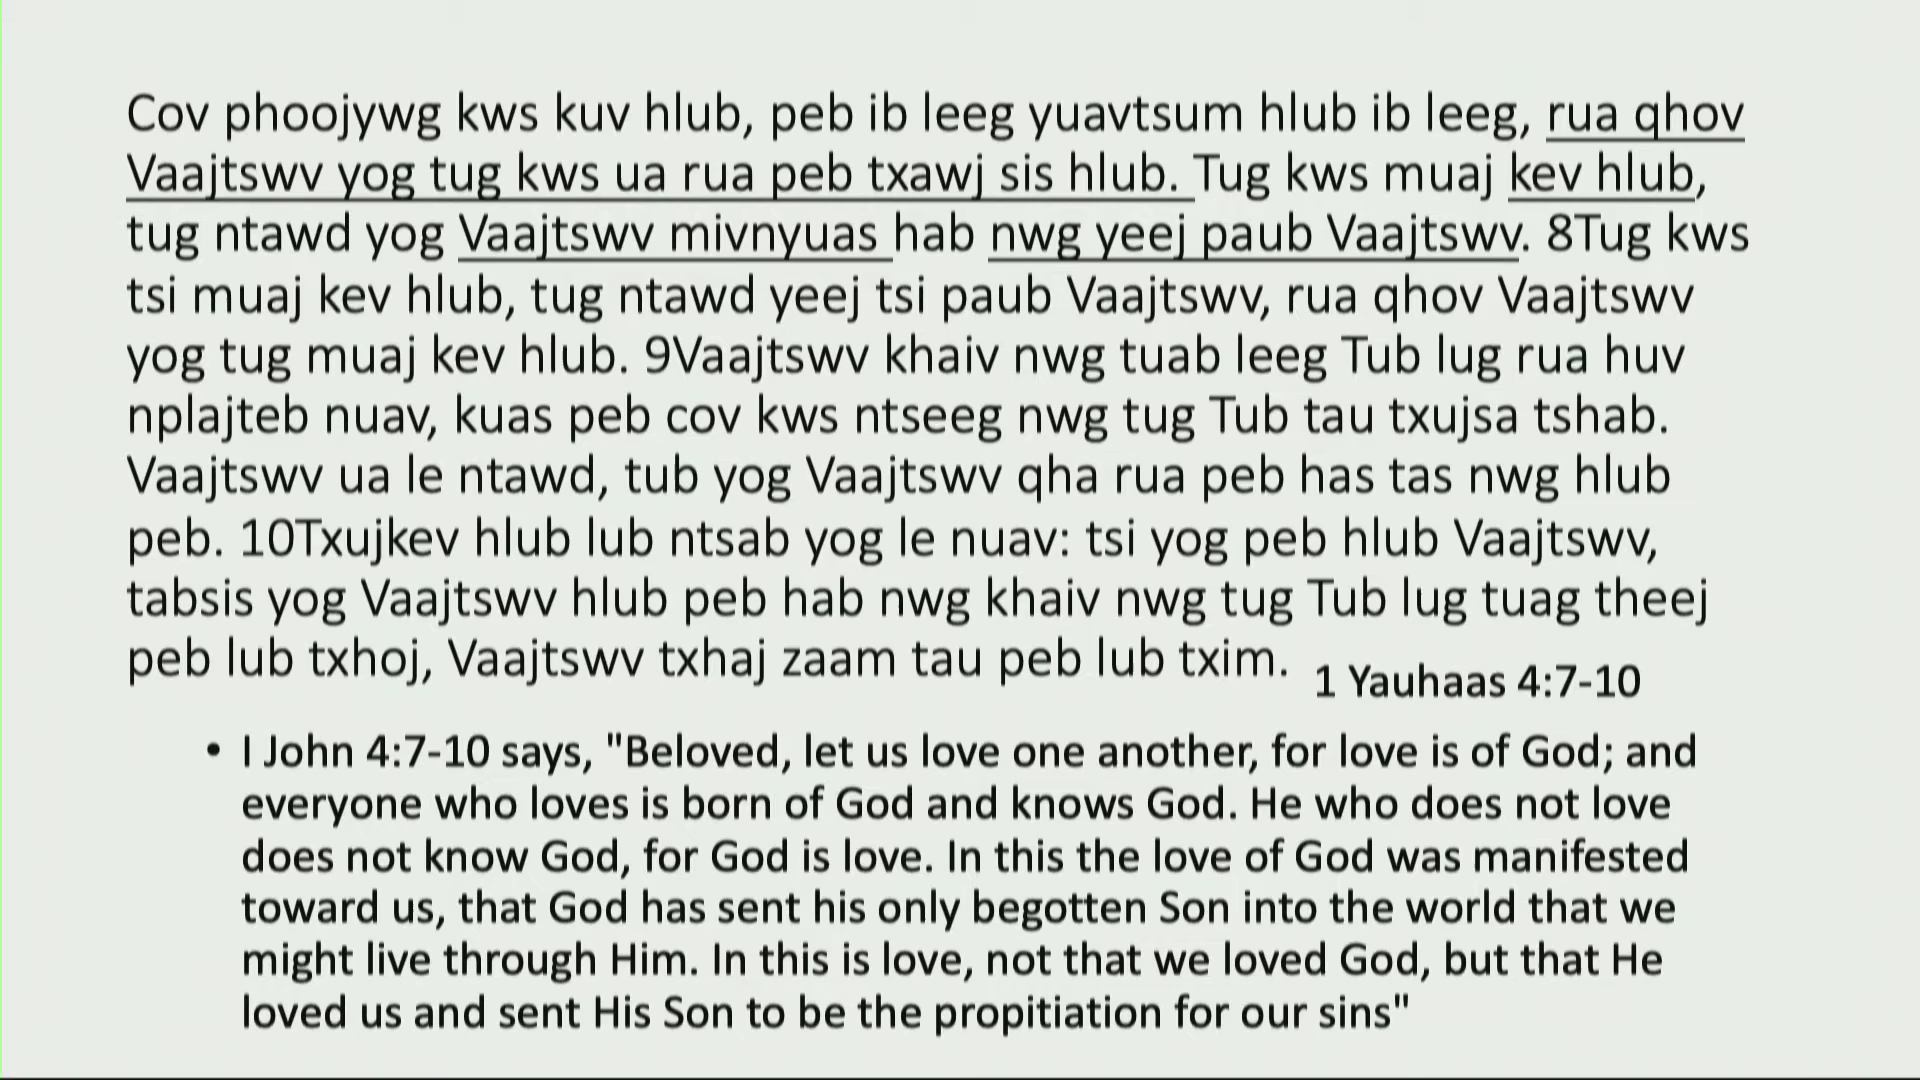 Cov phoojywg kws kuv hlub, peb ib leeg yuavtsum hlub ib leeg, rua qhov
Vaajtswv yog tug kws ua rua peb txawj sis hlub. Tug kws muaj kev hlub,
tug ntawd yog Vaajtswv mivnyuas hab nwg yeej paub Vaajtswv. 8Tug kws
tsi muaj kev hlub, tug ntawd yeej tsi paub Vaajtswv, rua qhov Vaajtswv
yog tug muaj kev hlub. 9Vaajtswv khaiv nwg tuab leeg Tub lug rua huv
nplajteb nuav, kuas peb cov kws ntseeg nwg tug Tub tau txujsa tshab.
Vaajtswv ua le ntawd, tub yog Vaajtswv qha rua peb has tas nwg hlub
peb. 10Txujkev hlub lub ntsab yog le nuav: tsi yog peb hlub Vaajtswv,
tabsis yog Vaajtswv hlub peb hab nwg khaiv nwg tug Tub lug tuag theej
peb lub txhoj, Vaajtswv txhaj zaam tau peb lub txim. 1 Yauhaas 4:7-10
• I John 4:7-10 says, "Beloved, let us love one another, for love is of God; and
everyone who loves is born of God and knows God. He who does not love
does not know God, for God is love. In this the love of God was manifested
toward us, that God has sent his only begotten Son into the world that we
might live through Him. In this is love, not that we loved God, but that He
loved us and sent His Son to be the propitiation for our sins"